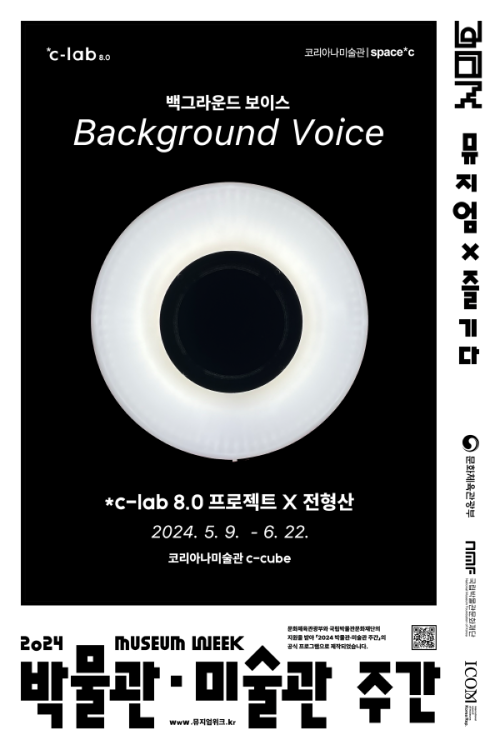 *c-lab 8.0
코리아나미술관 | space*c
백그라운드 보이스
Background Voice
*c-lab 8.0 프로젝트 X 전형산
2024. 5. 9. - 6. 22.
코리아나미술관 c-cube
뮤지엄×즐기다
문화체육관광부
nmf 국립박물관문화재단
ICOM
문화체육관광부와 국립박물관문화재단의
지원을 받아 「2024 박물관·미술관 주간」의
공식 프로그램으로 제작되었습니다.
2024 MUSEUM WEEK
박물관·미술관 주간
www.뮤지엄위크.kr